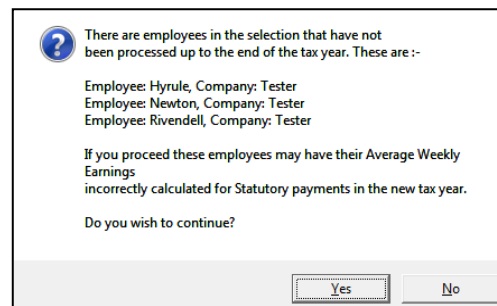 There are employees in the selection that have not
been processed up to the end of the tax year. These are :-
Employee: Hyrule, Company: Tester
Employee: Newton, Company: Tester
Employee: Rivendell, Company: Tester
If you proceed these employees may have their Average Weekly
Earnings
incorrectly calculated for Statutory payments in the new tax year.
Do you wish to continue?
Yes No